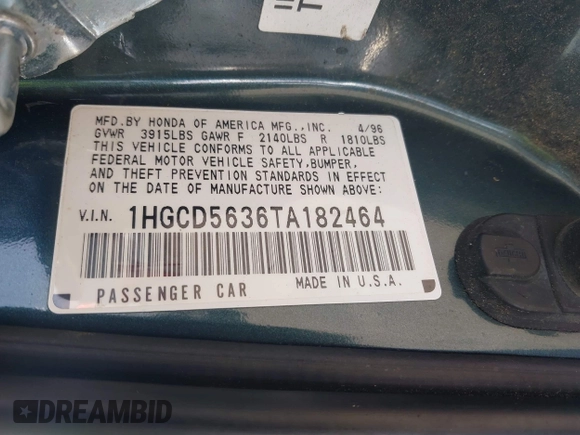 MFD. BY HONDA OF AMERICA MFG., INC. 4/96
GVWR 3915LBS GAWR F 2140LBS R 1810LBS
THIS VEHICLE CONFORMS TO ALL APPLICABLE
FEDERAL MOTOR VEHICLE SAFETY, BUMPER,
AND THEFT PREVENTION STANDARDS IN EFFECT
ON THE DATE OF MANUFACTURE SHOWN ABOVE:
V.I.N. 1HGCD5636TA182464
PASSENGER CAR MADE IN U.S.A.
DREAMBID